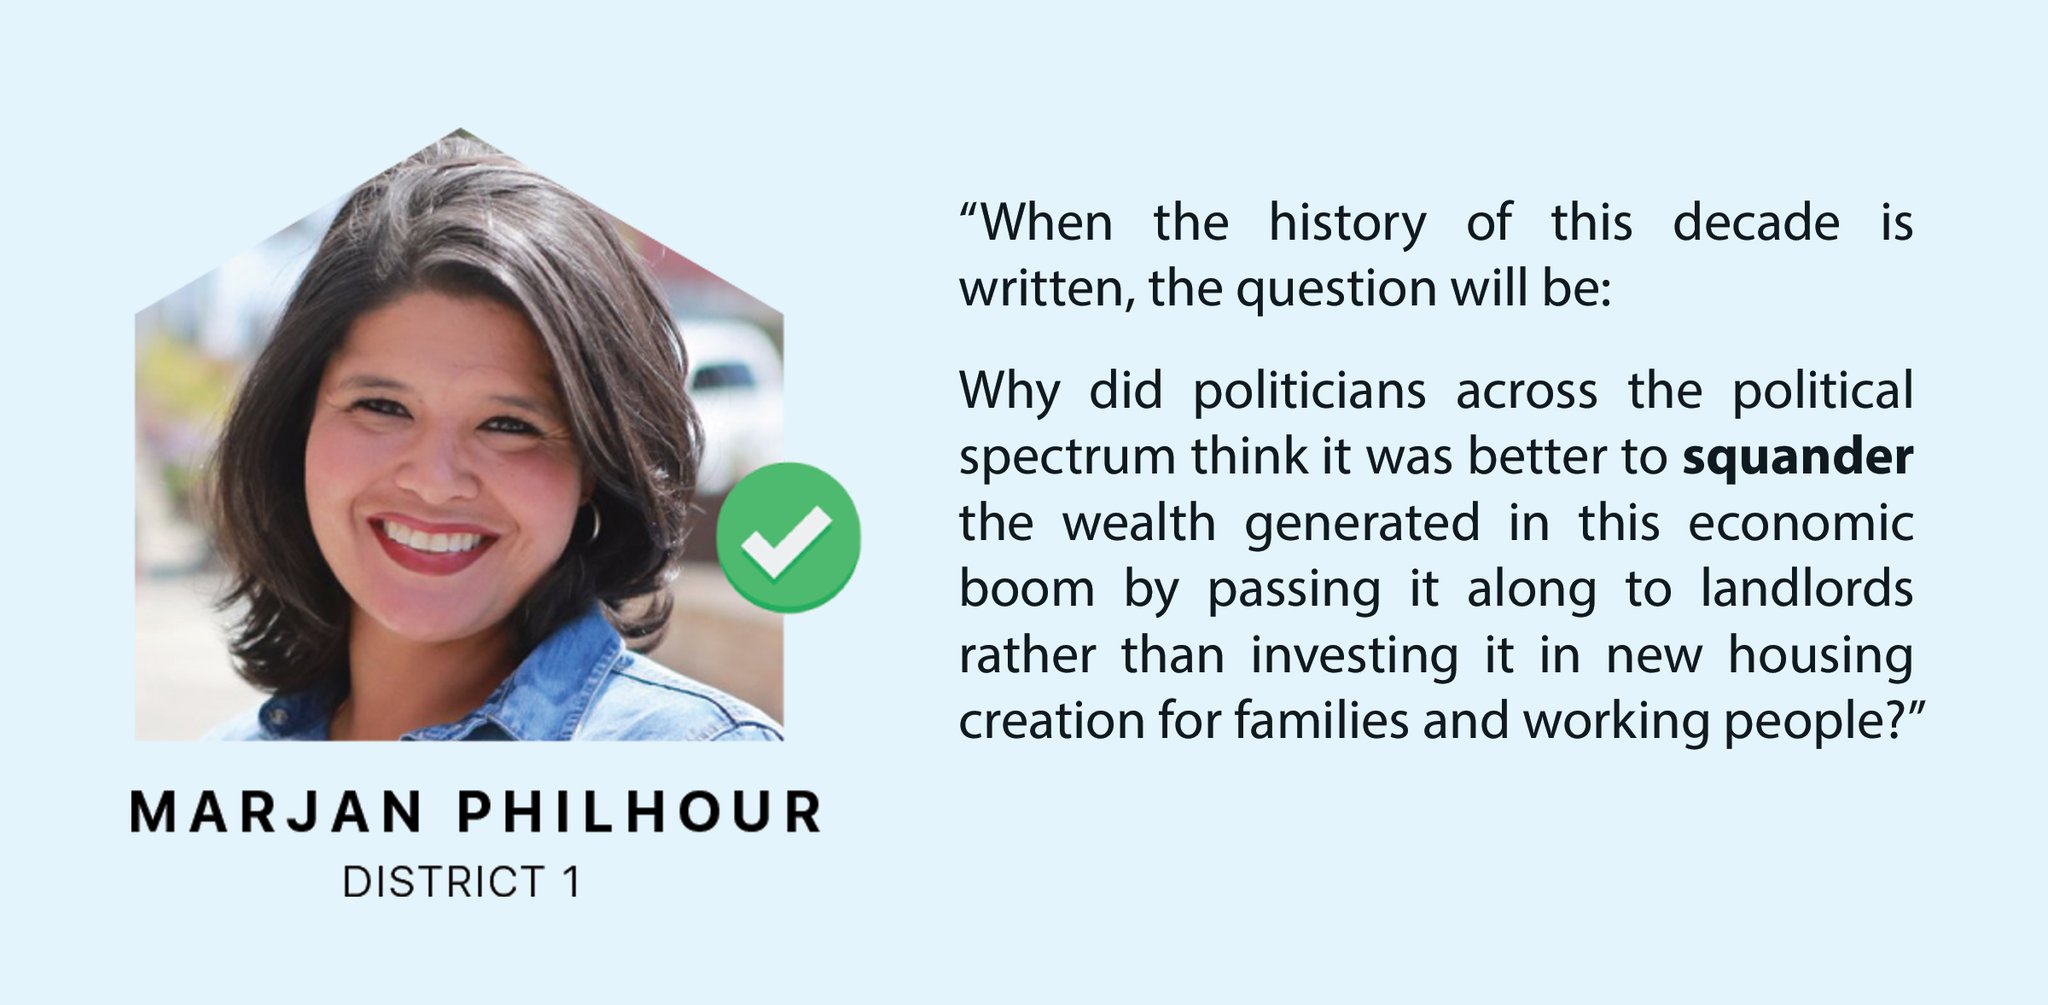 “When the history of this decade is
written, the question will be:
Why did politicians across the political
spectrum think it was better to squander
the wealth generated in this economic
boom by passing it along to landlords
rather than investing it in new housing
creation for families and working people?”
MARJAN PHILHOUR
DISTRICT 1